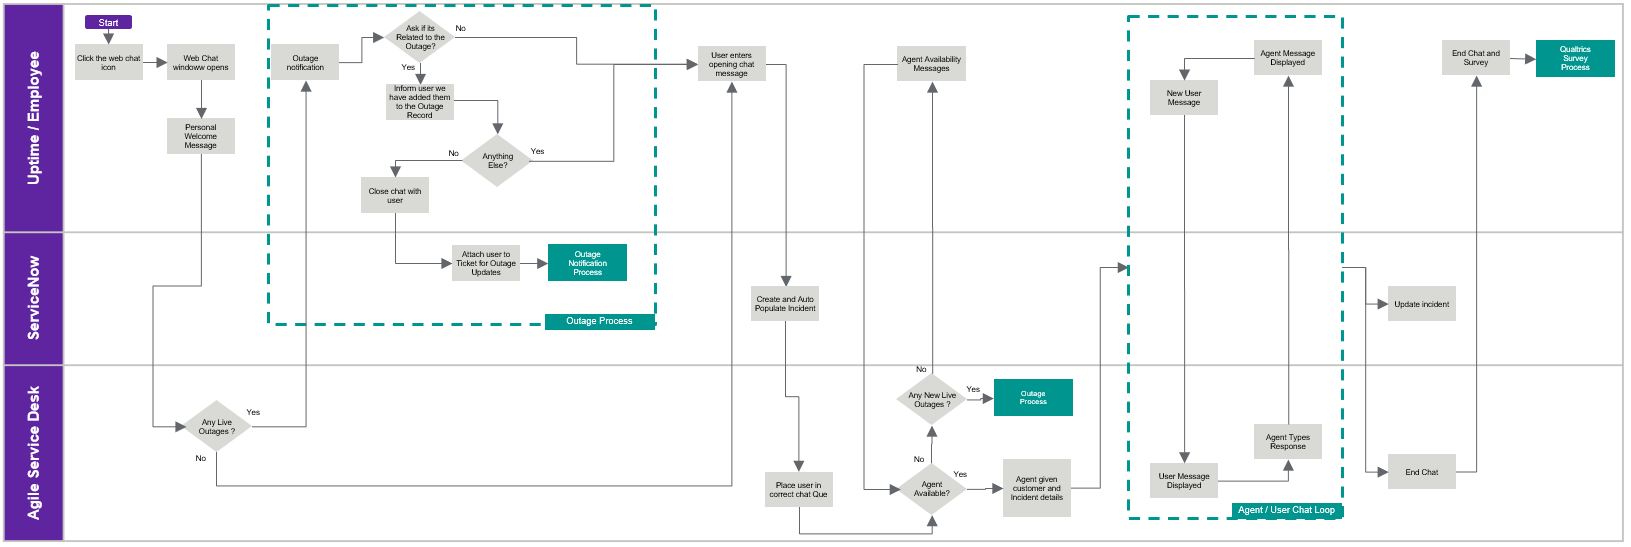 Uptime / Employee
Start
Click the web chat
icon
Web Chat
windoww opens
Personal
Welcome
Message
Outage
notification
Ask if its
Related to the
Outage?
No
Yes
Inform user we
have added them
to the Outage
Record
Anything
Else?
No
Yes
Close chat with
user
User enters
opening chat
message
Agent Availability
Messages
Agent Message
Displayed
New User
Message
End Chat and
Survey
Qualtrics
Survey
Process
ServiceNow
Attach user to
Ticket for Outage
Updates
Outage
Notification
Process
Outage Process
Create and Auto
Populate Incident
Update incident
Agile Service Desk
Any Live
Outages ?
Yes
No
Place user in
correct chat Que
No
Any New Live
Outages ?
Yes
Outage
Process
No
Agent
Available?
Yes
Agent given
customer and
Incident details
Agent Types
Response
User Message
Displayed
Agent / User Chat Loop
End Chat